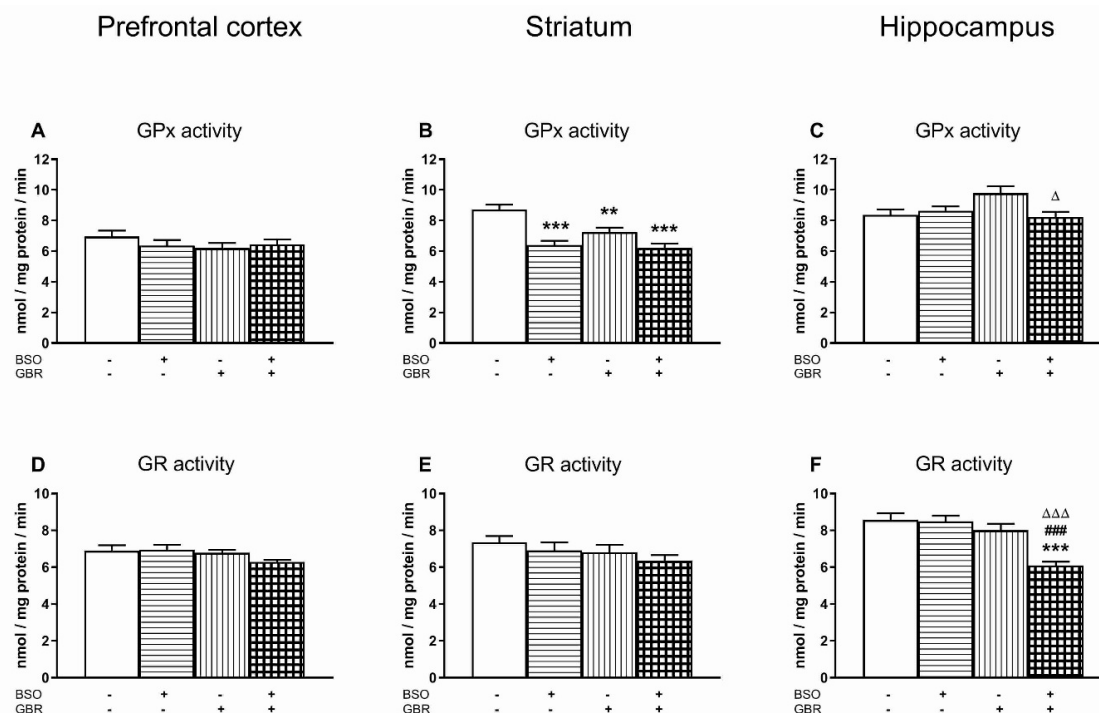 Prefrontal cortex Striatum Hippocampus
A GPx activity
nmol / mg protein / min
12
10
8
6
4
2
0
BSO - + - +
GBR - - + +
B GPx activity
nmol / mg protein / min
12
10
8
6
4
2
0
*** ** ***
BSO - + - +
GBR - - + +
C GPx activity
nmol / mg protein / min
12
10
8
6
4
2
0
Δ
BSO - + - +
GBR - - + +
D GR activity
nmol / mg protein / min
10
8
6
4
2
0
BSO - + - +
GBR - - + +
E GR activity
nmol / mg protein / min
10
8
6
4
2
0
BSO - + - +
GBR - - + +
F GR activity
nmol / mg protein / min
10
8
6
4
2
0
ΔΔΔ
###
***
BSO - + - +
GBR - - + +